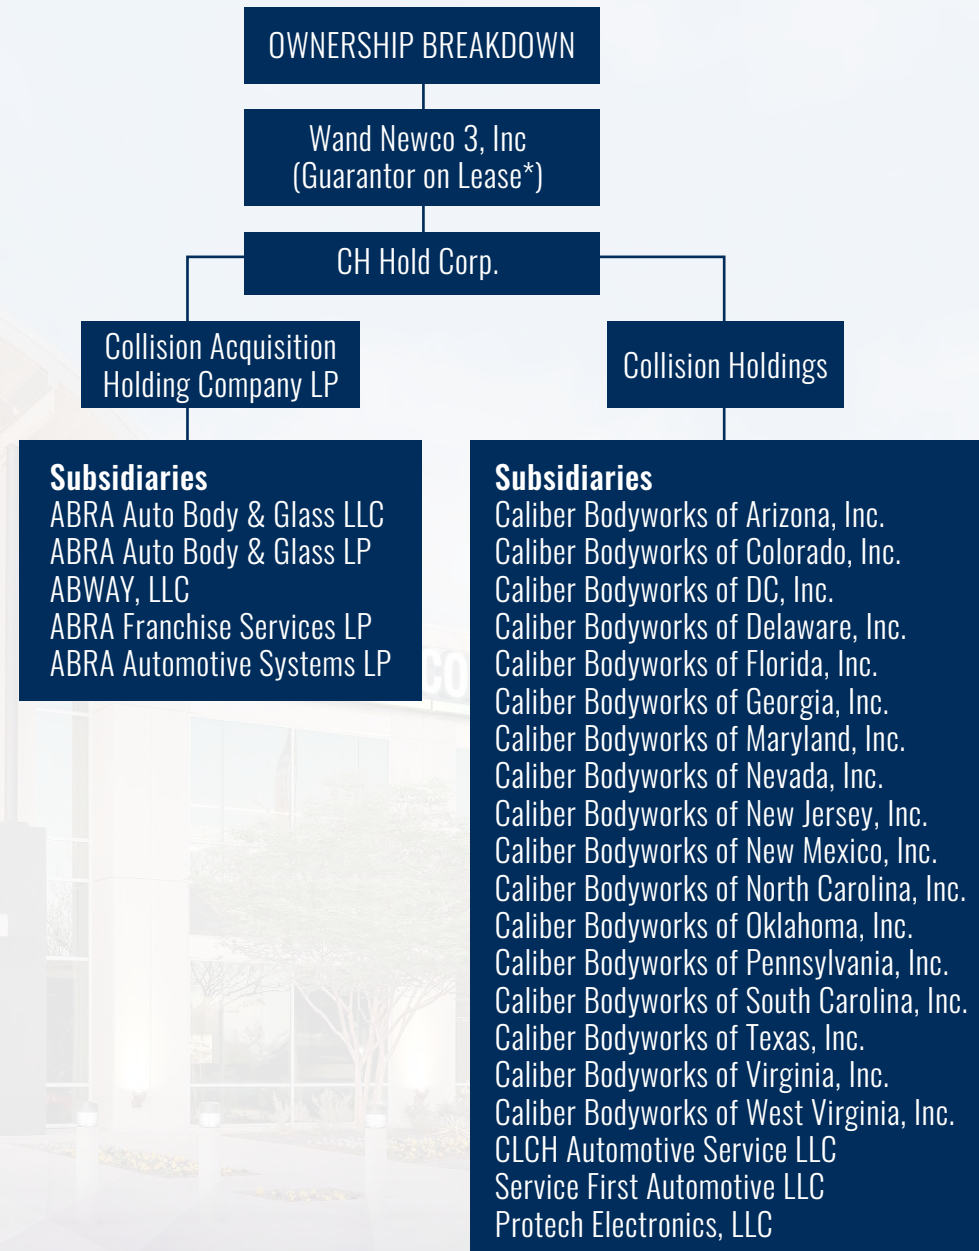 OWNERSHIP BREAKDOWN
Wand Newco 3, Inc
(Guarantor on Lease*)
CH Hold Corp.
Collision Acquisition
Holding Company LP
Collision Holdings
Subsidiaries
ABRA Auto Body & Glass LLC
ABRA Auto Body & Glass LP
ABWAY, LLC
ABRA Franchise Services LP
ABRA Automotive Systems LP
CO
Subsidiaries
Caliber Bodyworks of Arizona, Inc.
Caliber Bodyworks of Colorado, Inc.
Caliber Bodyworks of DC, Inc.
Caliber Bodyworks of Delaware, Inc.
Caliber Bodyworks of Florida, Inc.
Caliber Bodyworks of Georgia, Inc.
Caliber Bodyworks of Maryland, Inc.
Caliber Bodyworks of Nevada, Inc.
Caliber Bodyworks of New Jersey, Inc.
Caliber Bodyworks of New Mexico, Inc.
Caliber Bodyworks of North Carolina, Inc.
Caliber Bodyworks of Oklahoma, Inc.
Caliber Bodyworks of Pennsylvania, Inc.
Caliber Bodyworks of South Carolina, Inc.
Caliber Bodyworks of Texas, Inc.
Caliber Bodyworks of Virginia, Inc.
Caliber Bodyworks of West Virginia, Inc.
CLCH Automotive Service LLC
Service First Automotive LLC
Protech Electronics, LLC